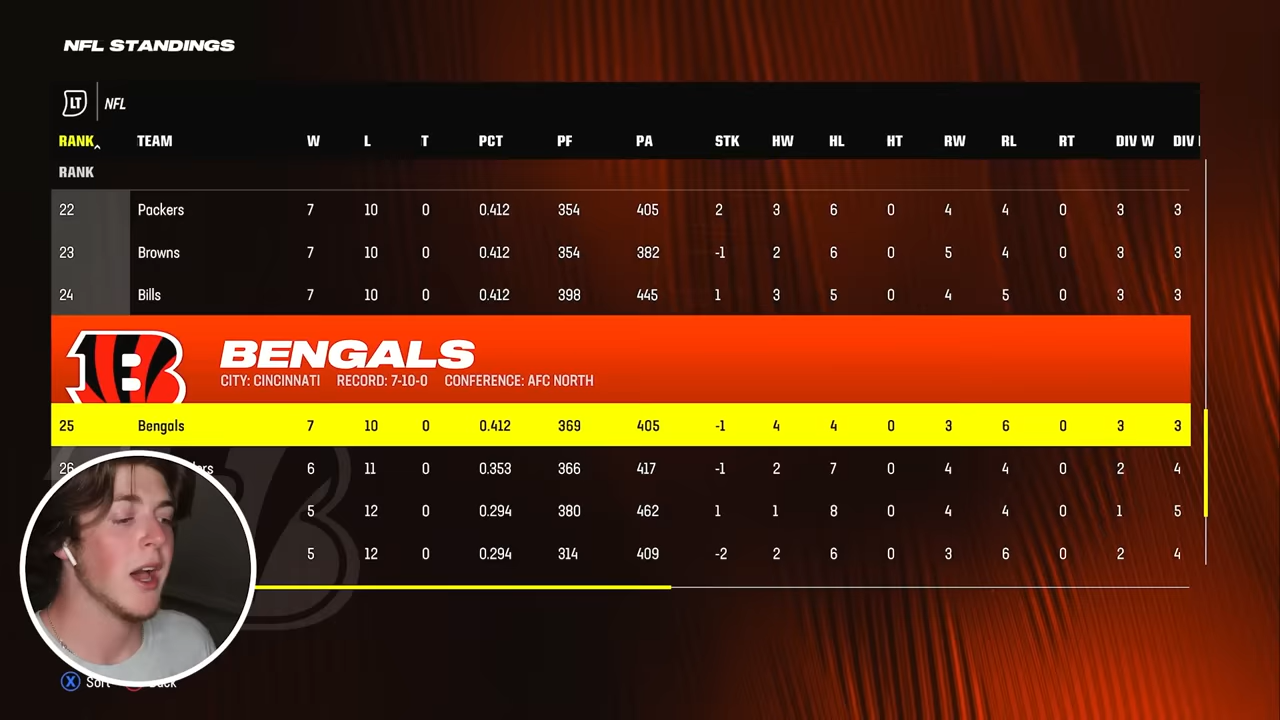 NFL STANDINGS
LT NFL
RANK TEAM W L T PCT PF PA STK HW HL HT RW RL RT DIV W DIV
RANK
22 Packers 7 10 0 0.412 354 405 2 3 6 0 4 4 0 3 3
23 Browns 7 10 0 0.412 354 382 -1 2 6 0 5 4 0 3 3
24 Bills 7 10 0 0.412 398 445 1 3 5 0 4 5 0 3 3
BENGALS
CITY: CINCINNATI RECORD: 7-10-0 CONFERENCE: AFC NORTH
25 Bengals 7 10 0 0.412 369 405 -1 4 4 0 3 6 0 3 3
26 6 11 0 0.353 366 417 -1 2 7 0 4 4 0 2 4
5 12 0 0.294 380 462 1 1 8 0 4 4 0 1 5
5 12 0 0.294 314 409 -2 2 6 0 3 6 0 2 4
X